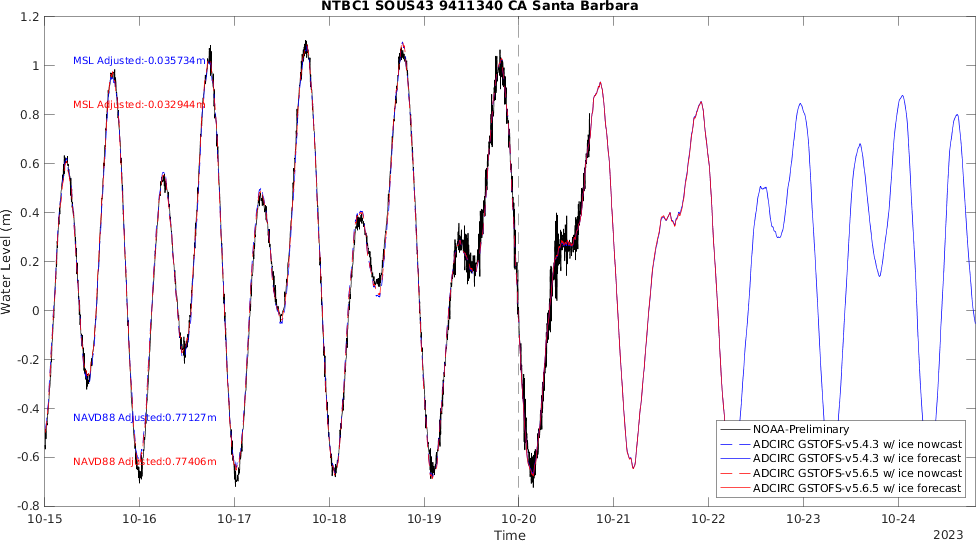 NTBC1 SOUS43 9411340 CA Santa Barbara
1.2
1
0.8
0.6
0.4
0.2
0
-0.2
-0.4
-0.6
-0.8
Water Level (m)
MSL Adjusted:-0.035734m
MSL Adjusted:-0.032944m
NAVD88 Adjusted:0.77127m
NAVD88 Adjusted:0.77406m
NOAA-Preliminary
ADCIRC GSTOFS-v5.4.3 w/ ice nowcast
ADCIRC GSTOFS-v5.4.3 w/ ice forecast
ADCIRC GSTOFS-v5.6.5 w/ ice nowcast
ADCIRC GSTOFS-v5.6.5 w/ ice forecast
10-15 10-16 10-17 10-18 10-19 10-20 10-21 10-22 10-23 10-24
Time
2023